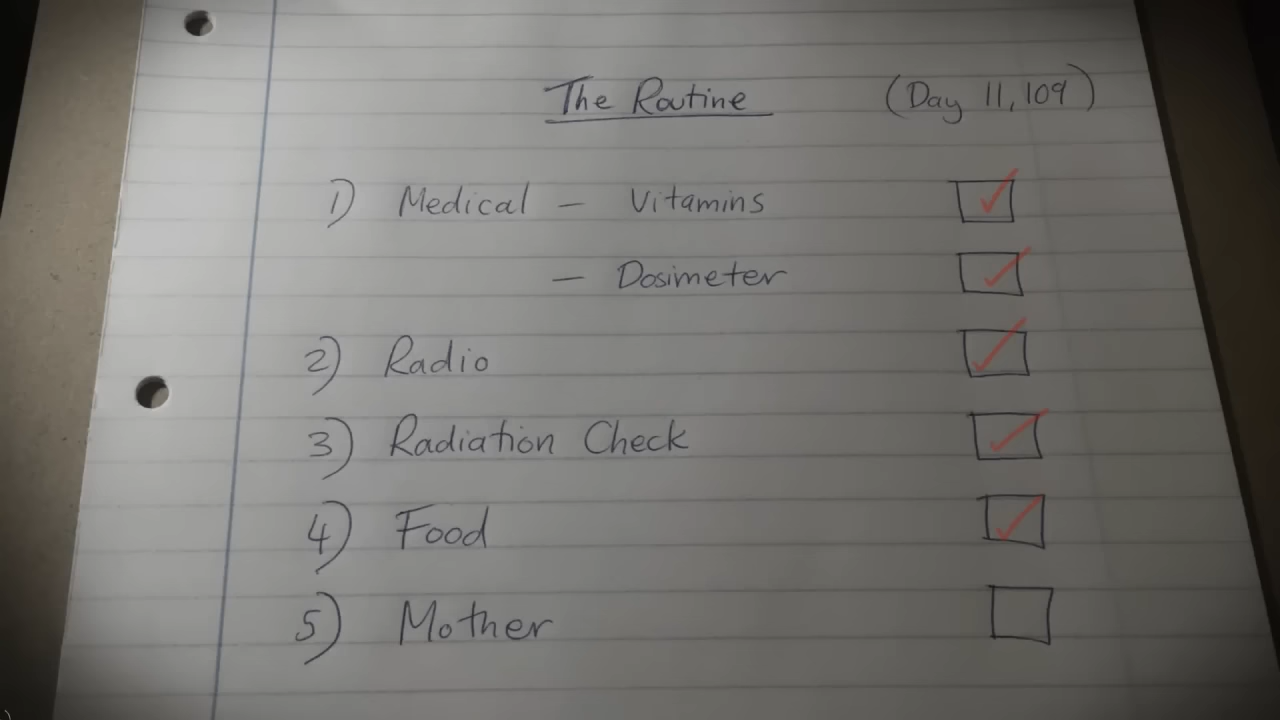 The Routine (Day 11,109)
1) Medical - Vitamins
- Dosimeter
2) Radio
3) Radiation Check
4) Food
5) Mother